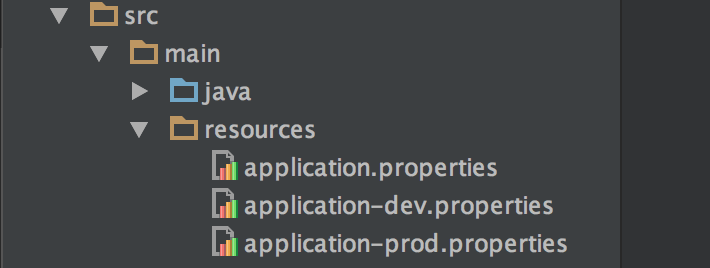 src
main
java
resources
application.properties
application-dev.properties
application-prod.properties